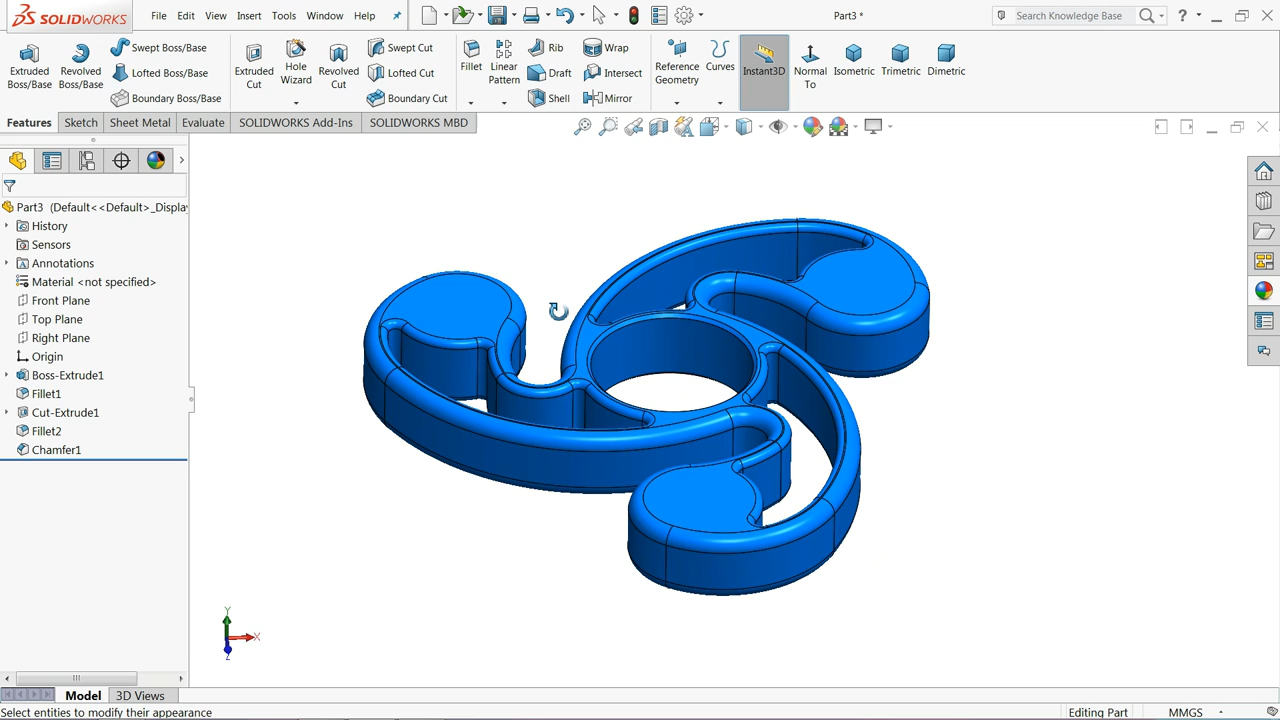 SOLIDWORKS
File Edit View Insert Tools Window Help
Part3 *
Search Knowledge Base
?
Extruded Boss/Base
Revolved Boss/Base
Swept Boss/Base
Lofted Boss/Base
Boundary Boss/Base
Extruded Cut
Hole Wizard
Revolved Cut
Swept Cut
Lofted Cut
Boundary Cut
Fillet
Linear Pattern
Rib
Draft
Shell
Wrap
Intersect
Mirror
Reference Geometry
Curves
Instant3D
Normal To
Isometric
Trimetric
Dimetric
Features Sketch Sheet Metal Evaluate SOLIDWORKS Add-Ins SOLIDWORKS MBD
Part3 (Default<<Default>_Displa
History
Sensors
Annotations
Material <not specified>
Front Plane
Top Plane
Right Plane
Origin
Boss-Extrude1
Fillet1
Cut-Extrude1
Fillet2
Chamfer1
Y
X
Z
Model 3D Views
Select entities to modify their appearance
Editing Part
MMGS